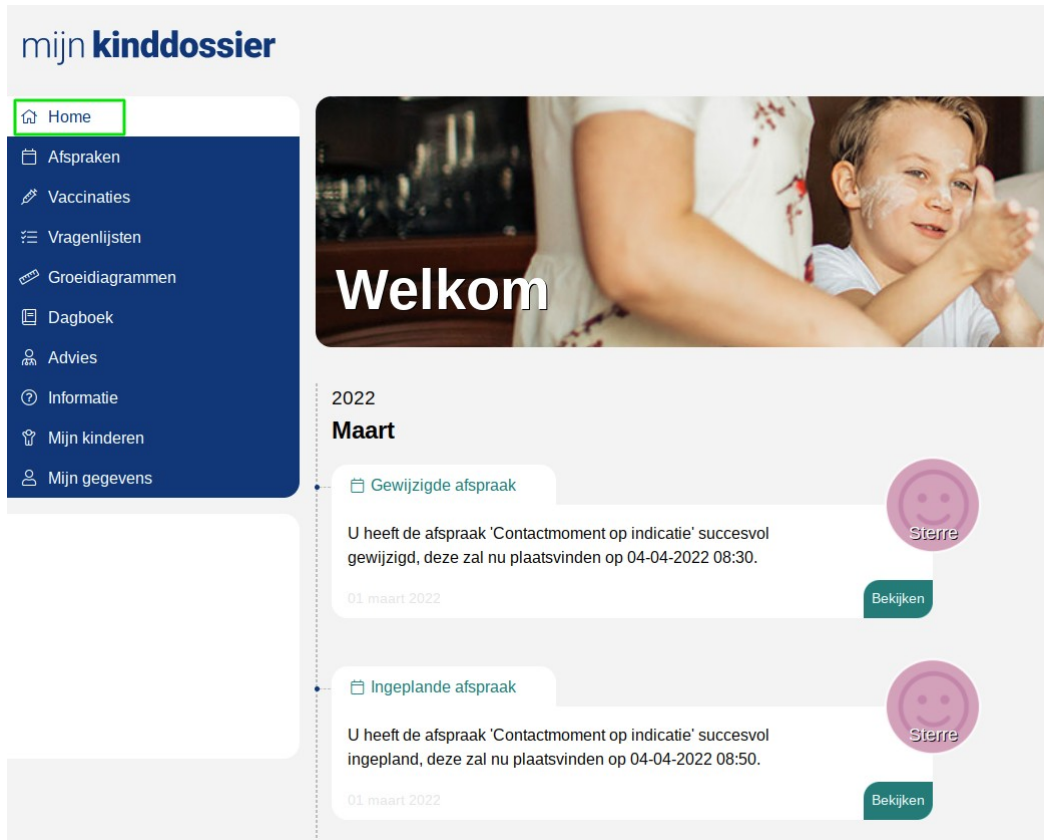 mijn kinddossier
Home
Afspraken
Vaccinaties
Vragenlijsten
Groeidiagrammen
Dagboek
Advies
Informatie
Mijn kinderen
Mijn gegevens
Welkom
2022
Maart
Gewijzigde afspraak
Sterre
U heeft de afspraak 'Contactmoment op indicatie' succesvol
gewijzigd, deze zal nu plaatsvinden op 04-04-2022 08:30.
01 maart 2022
Bekijken
Ingeplande afspraak
Sterre
U heeft de afspraak 'Contactmoment op indicatie' succesvol
ingepland, deze zal nu plaatsvinden op 04-04-2022 08:50.
01 maart 2022
Bekijken